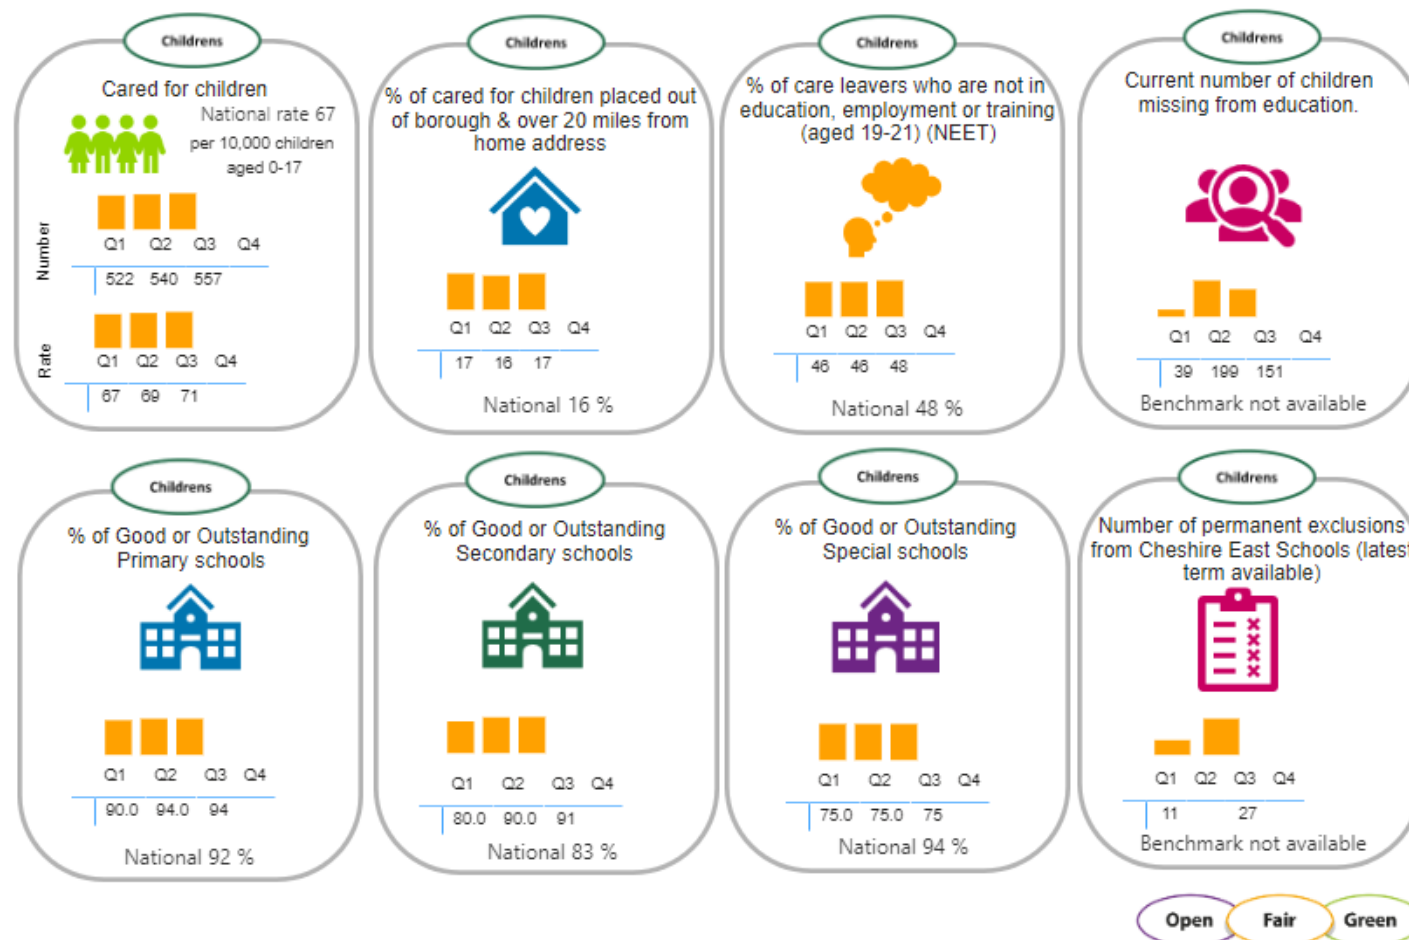 Childrens
Cared for children
National rate 67
per 10,000 children
aged 0-17
Number
Q1 Q2 Q3 Q4
522 540 557
Rate
Q1 Q2 Q3 Q4
67 69 71
Childrens
% of cared for children placed out
of borough & over 20 miles from
home address
Q1 Q2 Q3 Q4
17 16 17
National 16 %
Childrens
% of care leavers who are not in
education, employment or training
(aged 19-21) (NEET)
Q1 Q2 Q3 Q4
46 46 48
National 48 %
Childrens
Current number of children
missing from education.
Q1 Q2 Q3 Q4
39 199 151
Benchmark not available
Childrens
% of Good or Outstanding
Primary schools
Q1 Q2 Q3 Q4
90.0 94.0 94
National 92 %
Childrens
% of Good or Outstanding
Secondary schools
Q1 Q2 Q3 Q4
80.0 90.0 91
National 83 %
Childrens
% of Good or Outstanding
Special schools
Q1 Q2 Q3 Q4
75.0 75.0 75
National 94 %
Childrens
Number of permanent exclusions
from Cheshire East Schools (latest
term available)
Q1 Q2 Q3 Q4
11 27
Benchmark not available
Open Fair Green